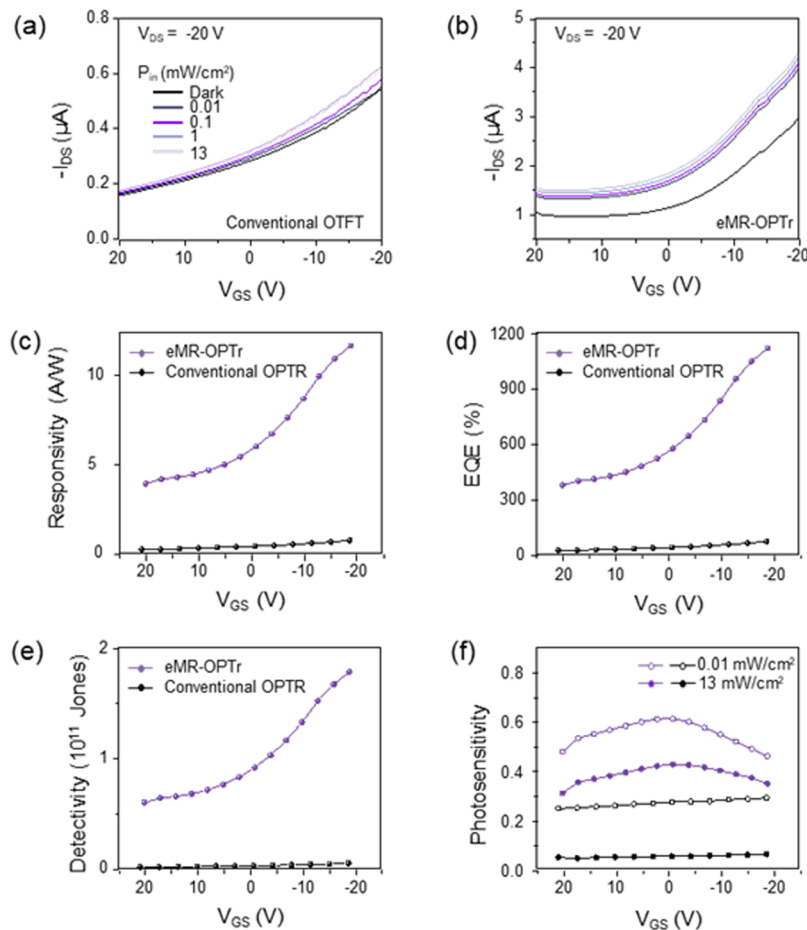 (a)
V_DS = -20 V
P_in (mW/cm²)
Dark
0.01
0.1
1
13
Conventional OTFT
-I_DS (μA)
0.8
0.6
0.4
0.2
0.0
20 10 0 -10 -20
V_GS (V)
(b)
V_DS = -20 V
eMR-OPTr
-I_DS (μA)
5
4
3
2
1
20 10 0 -10 -20
V_GS (V)
(c)
eMR-OPTr
Conventional OPTR
Responsivity (A/W)
10
5
0
20 10 0 -10 -20
V_GS (V)
(d)
eMR-OPTr
Conventional OPTR
EQE (%)
1200
900
600
300
0
20 10 0 -10 -20
V_GS (V)
(e)
eMR-OPTr
Conventional OPTR
Detectivity (10¹¹ Jones)
2
1
0
20 10 0 -10 -20
V_GS (V)
(f)
0.01 mW/cm²
13 mW/cm²
Photosensitivity
0.8
0.6
0.4
0.2
0.0
20 10 0 -10 -20
V_GS (V)